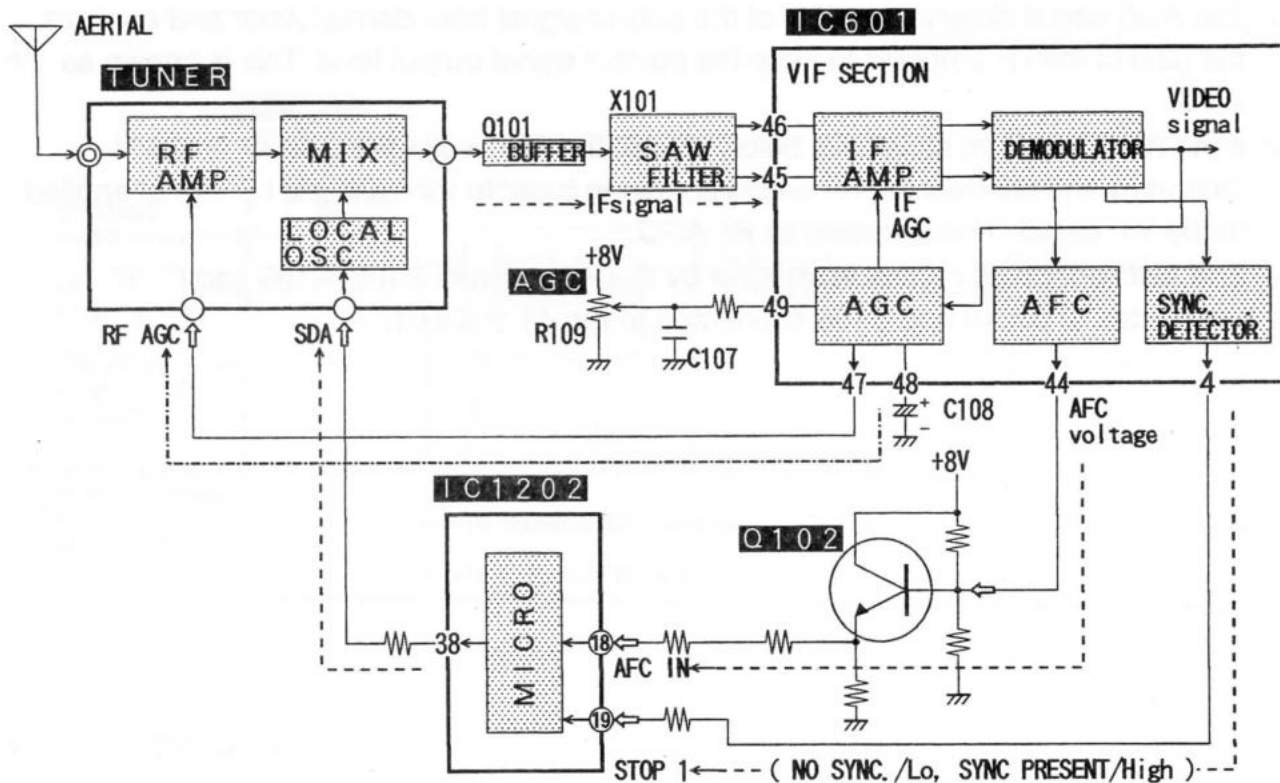 AERIAL
IC601
TUNER
VIF SECTION
X101
VIDEO
signal
Q101
RF
AMP
MIX
BUFFER
SAW
FILTER
46
45
IF
AMP
DEMODULATOR
IFsignal
LOCAL
OSC
IF
AGC
+8V
AGC
R109
C107
49
AGC
AFC
SYNC.
DETECTOR
RF AGC
SDA
47
48
44
4
+
-
C108
AFC
voltage
+8V
IC1202
Q102
MICRO
38
18
AFC IN
19
STOP 1
( NO SYNC./Lo, SYNC PRESENT/High )